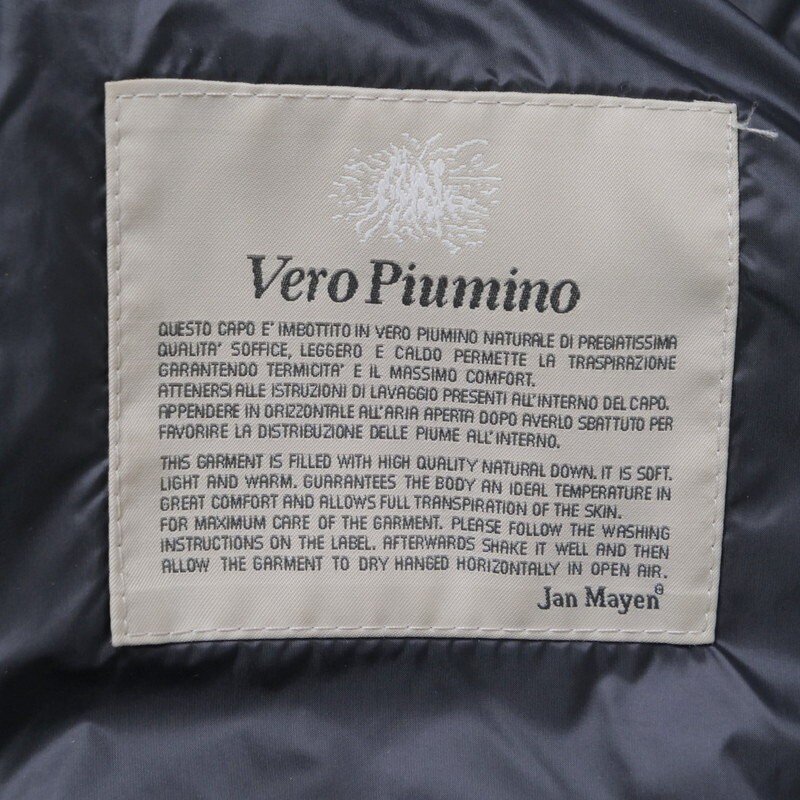 Vero Piumino
QUESTO CAPO E' IMBOTTITO IN VERO PIUMINO NATURALE DI PREGIATISSIMA
QUALITA' SOFFICE, LEGGERO E CALDO PERMETTE LA TRASPIRAZIONE
GARANTENDO TERMICITA' E IL MASSIMO COMFORT.
ATTENERSI ALLE ISTRUZIONI DI LAVAGGIO PRESENTI ALL'INTERNO DEL CAPO.
APPENDERE IN ORIZZONTALE ALL'ARIA APERTA DOPO AVERLO SBATTUTO PER
FAVORIRE LA DISTRIBUZIONE DELLE PIUME ALL'INTERNO.
THIS GARMENT IS FILLED WITH HIGH QUALITY NATURAL DOWN. IT IS SOFT.
LIGHT AND WARM. GUARANTEES THE BODY AN IDEAL TEMPERATURE IN
GREAT COMFORT AND ALLOWS FULL TRANSPIRATION OF THE SKIN.
FOR MAXIMUM CARE OF THE GARMENT. PLEASE FOLLOW THE WASHING
INSTRUCTIONS ON THE LABEL. AFTERWARDS SHAKE IT WELL AND THEN
ALLOW THE GARMENT TO DRY HANGED HORIZONTALLY IN OPEN AIR.
Jan Mayen®